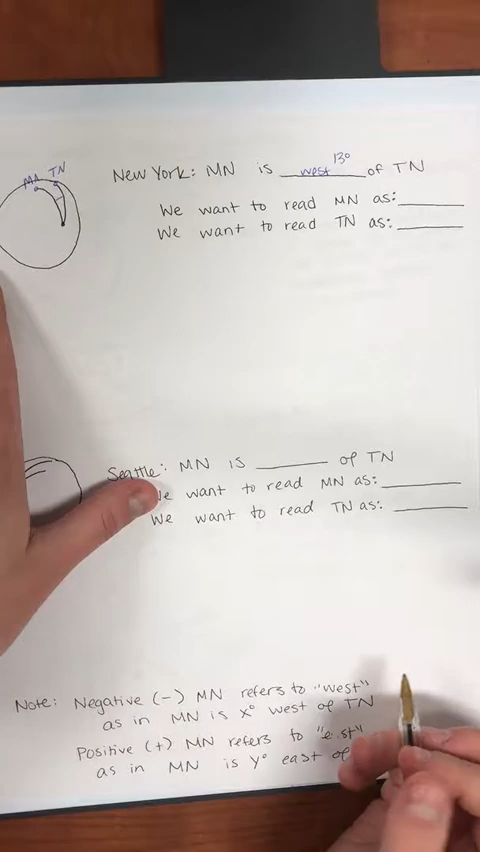 MN TN
New York: MN is west 13° of TN
We want to read MN as:
We want to read TN as:
Seattle: MN is ______ of TN
We want to read MN as:
We want to read TN as:
Note: Negative (-) MN refers to "west"
as in MN is x° west of TN
Positive (+) MN refers to "east"
as in MN is y° east of